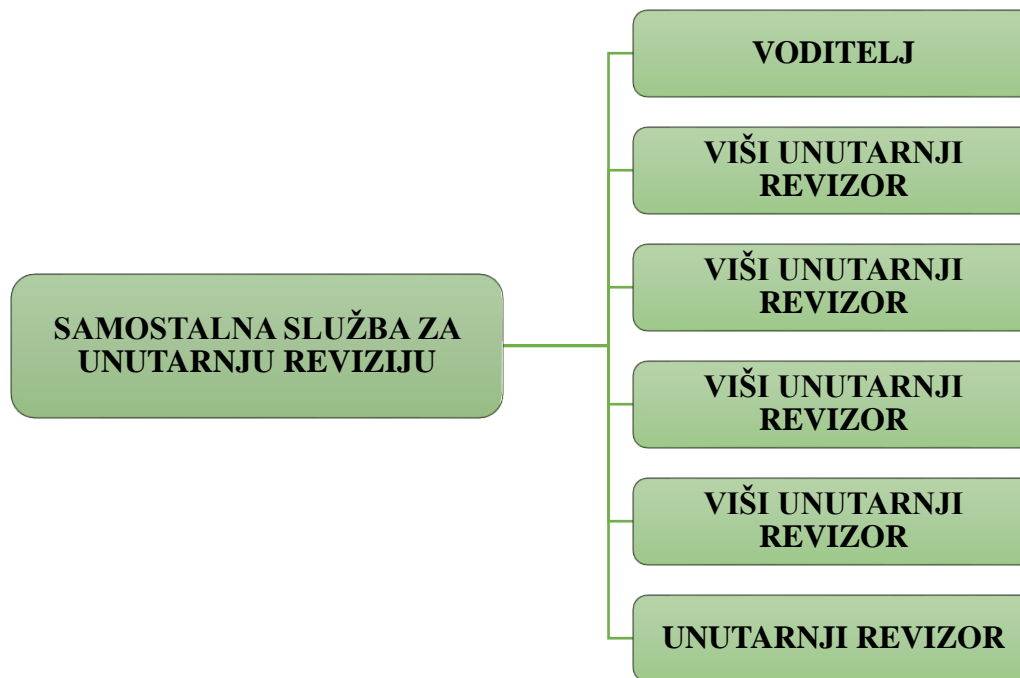 SAMOSTALNA SLUŽBA ZA
UNUTARNJU REVIZIJU
VODITELJ
VIŠI UNUTARNJI
REVIZOR
VIŠI UNUTARNJI
REVIZOR
VIŠI UNUTARNJI
REVIZOR
VIŠI UNUTARNJI
REVIZOR
UNUTARNJI REVIZOR